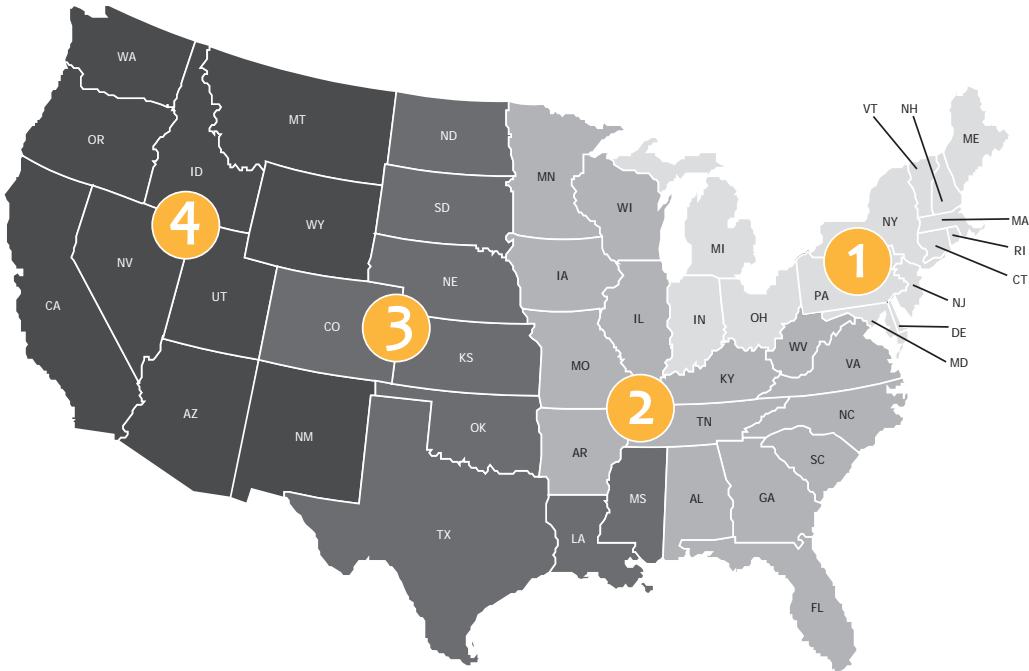 WA
OR
CA
NV
ID
MT
WY
UT
AZ
NM
4
ND
SD
NE
CO
KS
OK
TX
LA
MS
3
MN
WI
IA
IL
MO
AR
KY
TN
WV
VA
NC
SC
GA
AL
FL
2
MI
IN
OH
PA
NY
VT
NH
ME
MA
RI
CT
NJ
DE
MD
1